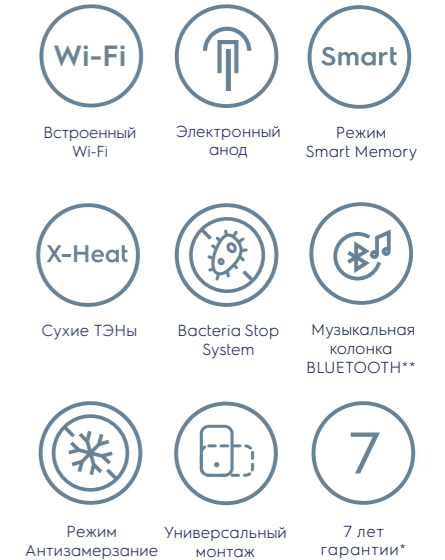 Wi-Fi
Smart
Встроенный
Wi-Fi
Электронный
анод
Режим
Smart Memory
X-Heat
Сухие ТЭНы
Bacteria Stop
System
Музыкальная
колонка
BLUETOOTH**
7
Режим
Антизамерзание
Универсальный
монтаж
7 лет
гарантии*